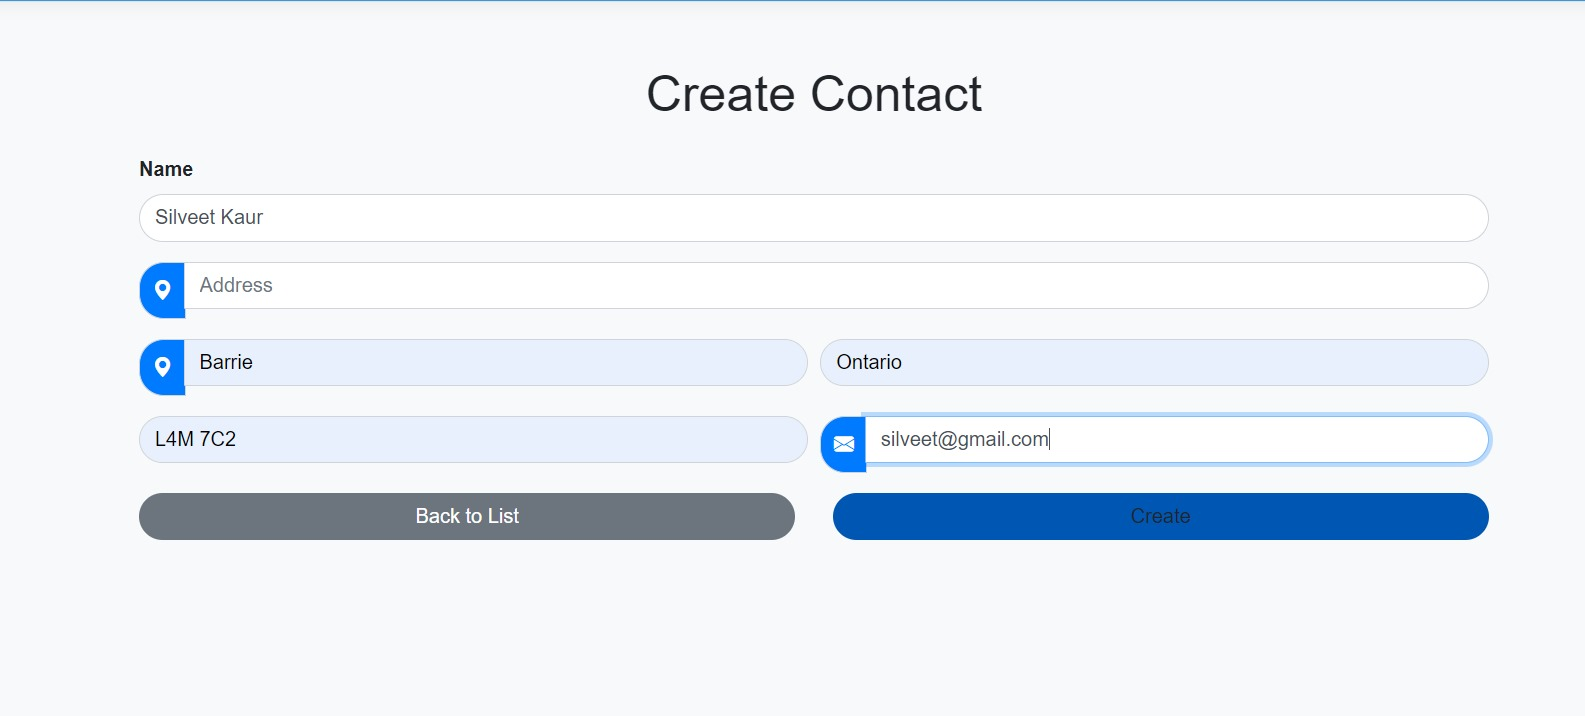 Create Contact
Name
Silveet Kaur
Address
Barrie
Ontario
L4M 7C2
silveet@gmail.com
Back to List
Create